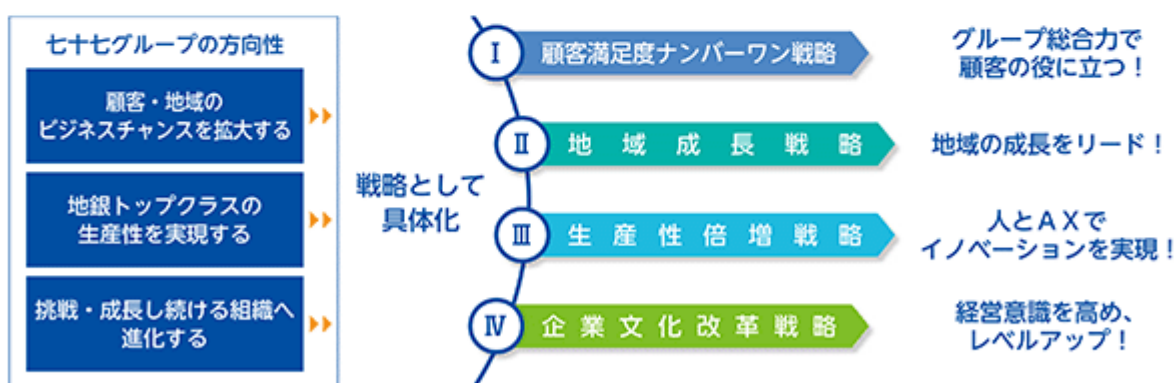 七十七グループの方向性
顧客・地域の
ビジネスチャンスを拡大する
地銀トップクラスの
生産性を実現する
挑戦・成長し続ける組織へ
進化する
戦略として
具体化
Ⅰ 顧客満足度ナンバーワン戦略
グループ総合力で
顧客の役に立つ！
Ⅱ 地域成長戦略
地域の成長をリード！
Ⅲ 生産性倍増戦略
人とＡＸで
イノベーションを実現！
Ⅳ 企業文化改革戦略
経営意識を高め、
レベルアップ！